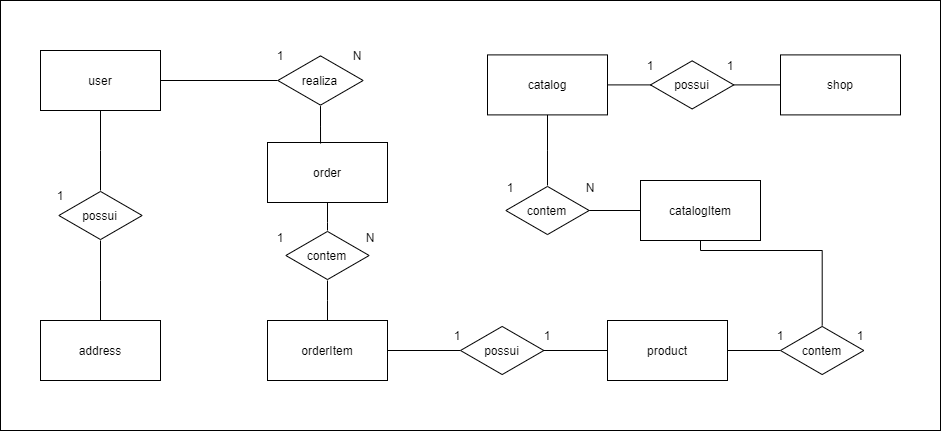 1
N
user
realiza
1
1
catalog
possui
shop
order
1
possui
1
N
contem
catalogItem
1
N
contem
address
orderItem
1
1
possui
product
1
1
contem